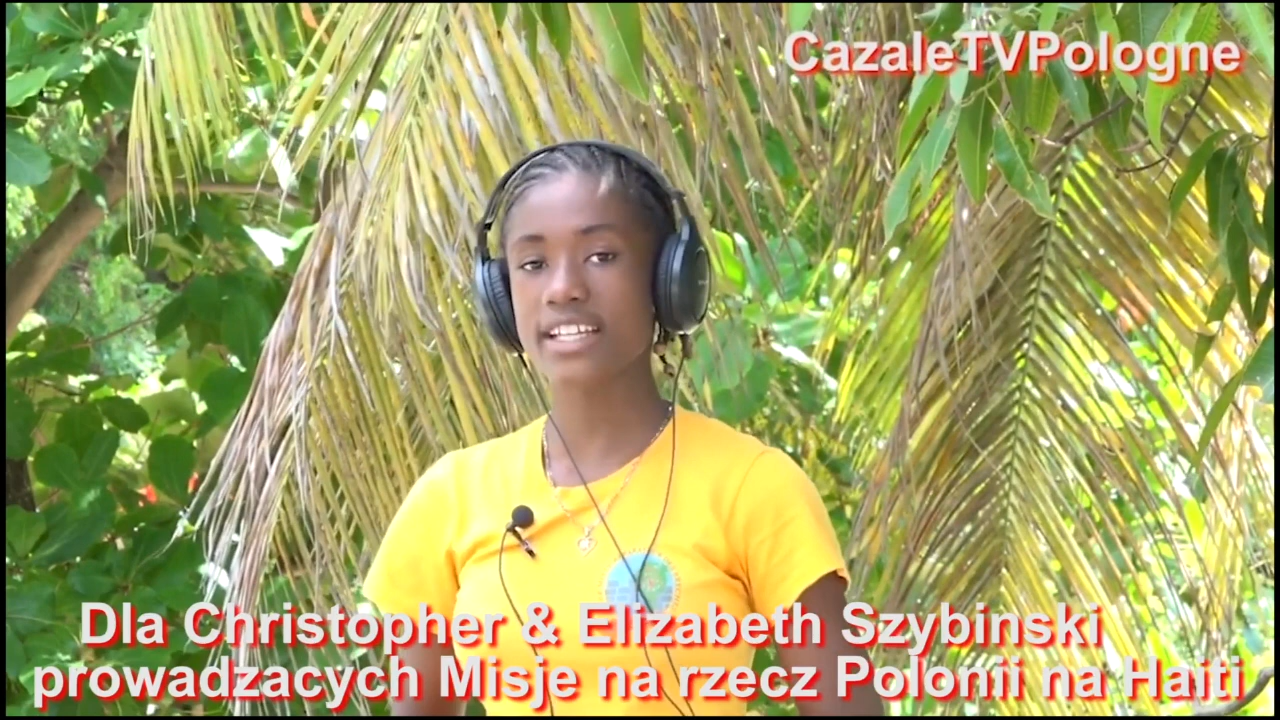 CazaleTVPologne
Dla Christopher & Elizabeth Szybinski
prowadzacych Misje na rzecz Polonii na Haiti